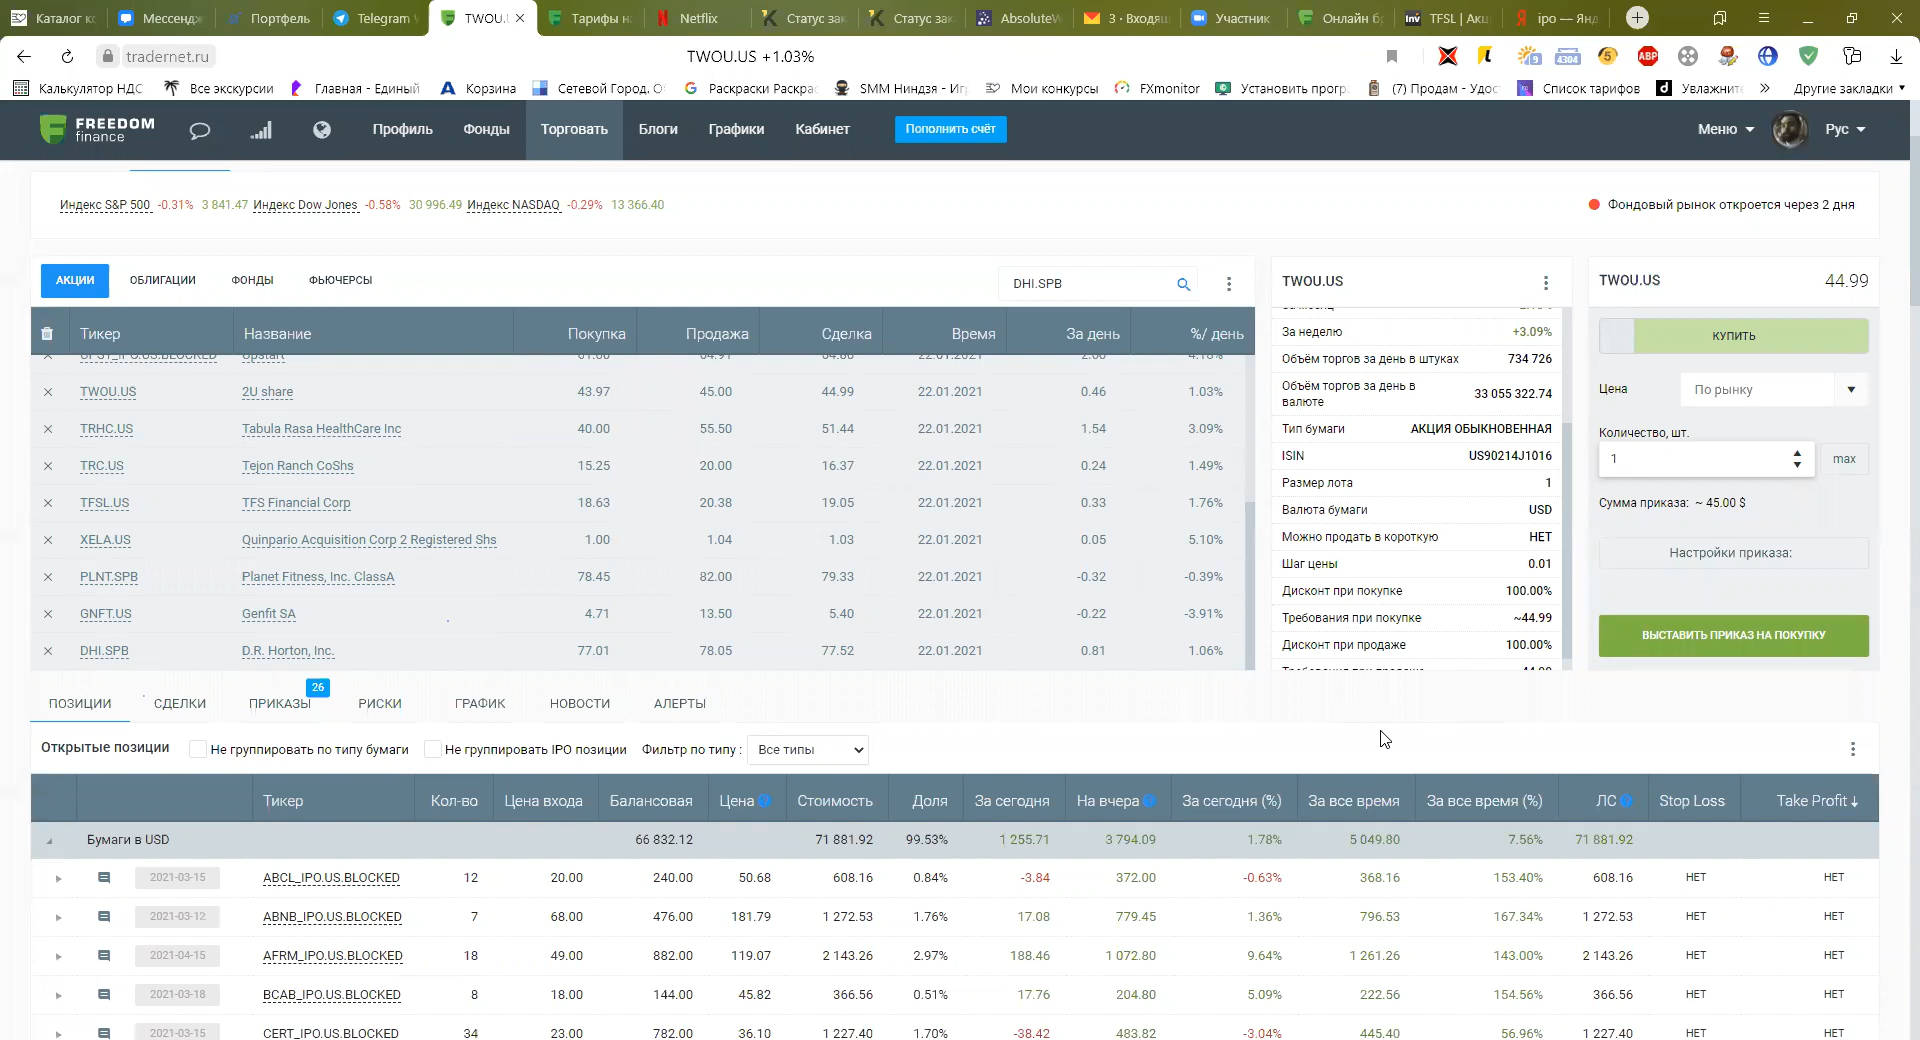 Каталог кс
Мессендж
Портфель
Telegram
TWOU.
Тарифы н
Netflix
Статус зак
Статус зак
AbsoluteW
3 · Входящ
Участник
Онлайн бр
TFSL | Акц
ipo — Янд
tradernet.ru
TWOU.US +1.03%
Калькулятор НДС
Все экскурсии
Главная - Единый
Корзина
Сетевой Город. О
Раскраски Раскрас
SMM Ниндзя - Иг
Мои конкурсы
FXmonitor
Установить прогр
(7) Продам - Удос
Список тарифов
Увлажните
Другие закладки
FREEDOM
finance
Профиль
Фонды
Торговать
Блоги
Графики
Кабинет
Пополнить счёт
Меню
Рус
Индекс S&P 500 -0.31% 3 841.47 Индекс Dow Jones -0.58% 30 996.49 Индекс NASDAQ -0.29% 13 366.40
Фондовый рынок откроется через 2 дня
АКЦИИ ОБЛИГАЦИИ ФОНДЫ ФЬЮЧЕРСЫ
DHI.SPB
Тикер Название Покупка Продажа Сделка Время За день %/ день
UPST_IPO.US.BLOCKED Upstart 22.01.2021 4.18%
TWOU.US 2U share 43.97 45.00 44.99 22.01.2021 0.46 1.03%
TRHC.US Tabula Rasa HealthCare Inc 40.00 55.50 51.44 22.01.2021 1.54 3.09%
TRC.US Tejon Ranch CoShs 15.25 20.00 16.37 22.01.2021 0.24 1.49%
TFSL.US TFS Financial Corp 18.63 20.38 19.05 22.01.2021 0.33 1.76%
XELA.US Quinpario Acquisition Corp 2 Registered Shs 1.00 1.04 1.03 22.01.2021 0.05 5.10%
PLNT.SPB Planet Fitness, Inc. ClassA 78.45 82.00 79.33 22.01.2021 -0.32 -0.39%
GNFT.US Genfit SA 4.71 13.50 5.40 22.01.2021 -0.22 -3.91%
DHI.SPB D.R. Horton, Inc. 77.01 78.05 77.52 22.01.2021 0.81 1.06%
TWOU.US
За неделю +3.09%
Объём торгов за день в штуках 734 726
Объём торгов за день в
валюте 33 055 322.74
Тип бумаги АКЦИЯ ОБЫКНОВЕННАЯ
ISIN US90214J1016
Размер лота 1
Валюта бумаги USD
Можно продать в короткую НЕТ
Шаг цены 0.01
Дисконт при покупке 100.00%
Требования при покупке ~44.99
Дисконт при продаже 100.00%
Требования при продаже 44.99
TWOU.US 44.99
КУПИТЬ
Цена По рынку
Количество, шт.
1 max
Сумма приказа: ~ 45.00 $
Настройки приказа:
ВЫСТАВИТЬ ПРИКАЗ НА ПОКУПКУ
ПОЗИЦИИ СДЕЛКИ ПРИКАЗЫ 26 РИСКИ ГРАФИК НОВОСТИ АЛЕРТЫ
Открытые позиции Не группировать по типу бумаги Не группировать IPO позиции Фильтр по типу : Все типы
Тикер Кол-во Цена входа Балансовая Цена Стоимость Доля За сегодня На вчера За сегодня (%) За все время За все время (%) ЛС Stop Loss Take Profit↓
Бумаги в USD 66 832.12 71 881.92 99.53% 1 255.71 3 794.09 1.78% 5 049.80 7.56% 71 881.92
2021-03-15 ABCL_IPO.US.BLOCKED 12 20.00 240.00 50.68 608.16 0.84% -3.84 372.00 -0.63% 368.16 153.40% 608.16 НЕТ НЕТ
2021-03-12 ABNB_IPO.US.BLOCKED 7 68.00 476.00 181.79 1 272.53 1.76% 17.08 779.45 1.36% 796.53 167.34% 1 272.53 НЕТ НЕТ
2021-04-15 AFRM_IPO.US.BLOCKED 18 49.00 882.00 119.07 2 143.26 2.97% 188.46 1 072.80 9.64% 1 261.26 143.00% 2 143.26 НЕТ НЕТ
2021-03-18 BCAB_IPO.US.BLOCKED 8 18.00 144.00 45.82 366.56 0.51% 17.76 204.80 5.09% 222.56 154.56% 366.56 НЕТ НЕТ
2021-03-15 CERT_IPO.US.BLOCKED 34 23.00 782.00 36.10 1 227.40 1.70% -38.42 483.82 -3.04% 445.40 56.96% 1 227.40 НЕТ НЕТ